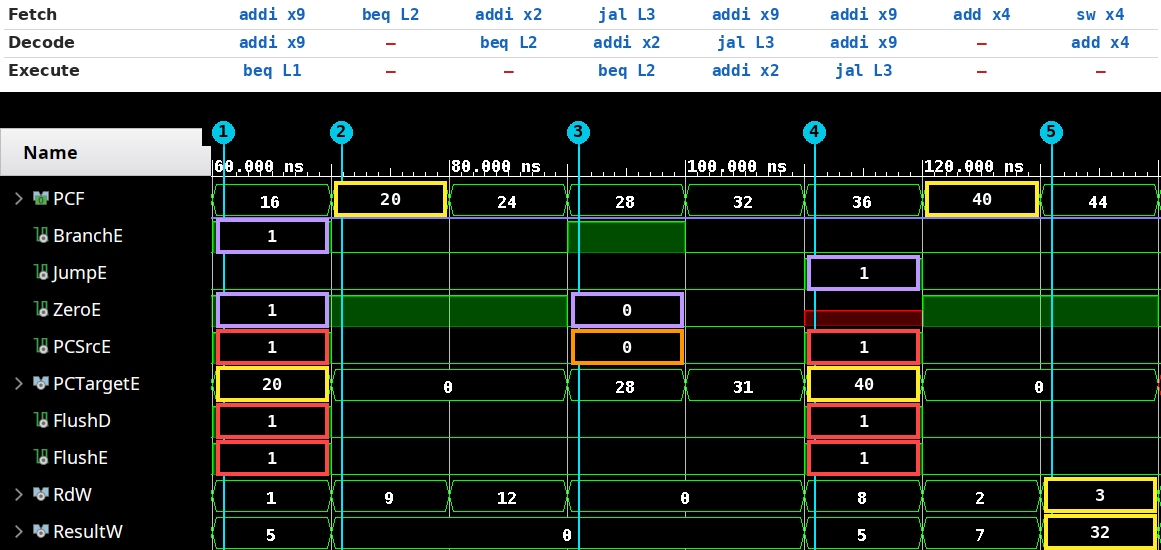 Fetch addi x9 beq L2 addi x2 jal L3 addi x9 addi x9 add x4 sw x4
Decode addi x9 — beq L2 addi x2 jal L3 addi x9 — add x4
Execute beq L1 — — beq L2 addi x2 jal L3 — —
1 2 3 4 5
Name 60.000 ns 80.000 ns 100.000 ns 120.000 ns
PCF 16 20 24 28 32 36 40 44
BranchE 1
JumpE 1
ZeroE 1 0
PCSrcE 1 0 1
PCTargetE 20 0 28 31 40 0
FlushD 1 1
FlushE 1 1
RdW 1 9 12 0 8 2 3
ResultW 5 0 5 7 32